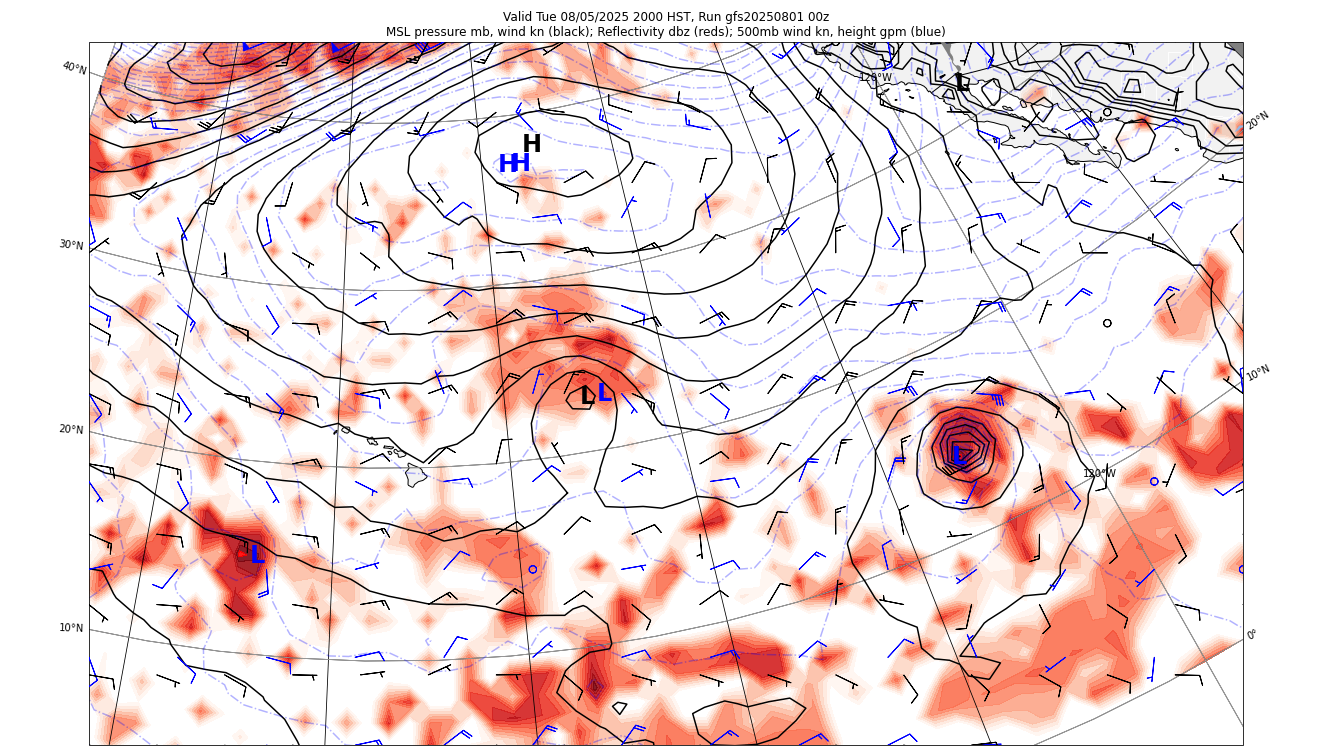 Valid Tue 08/05/2025 2000 HST, Run gfs20250801 00z
MSL pressure mb, wind kn (black); Reflectivity dbz (reds); 500mb wind kn, height gpm (blue)
40°N
120°W
L
20°N
H
H H
30°N
10°N
L L
20°N
L
120°W
L
10°N
0°